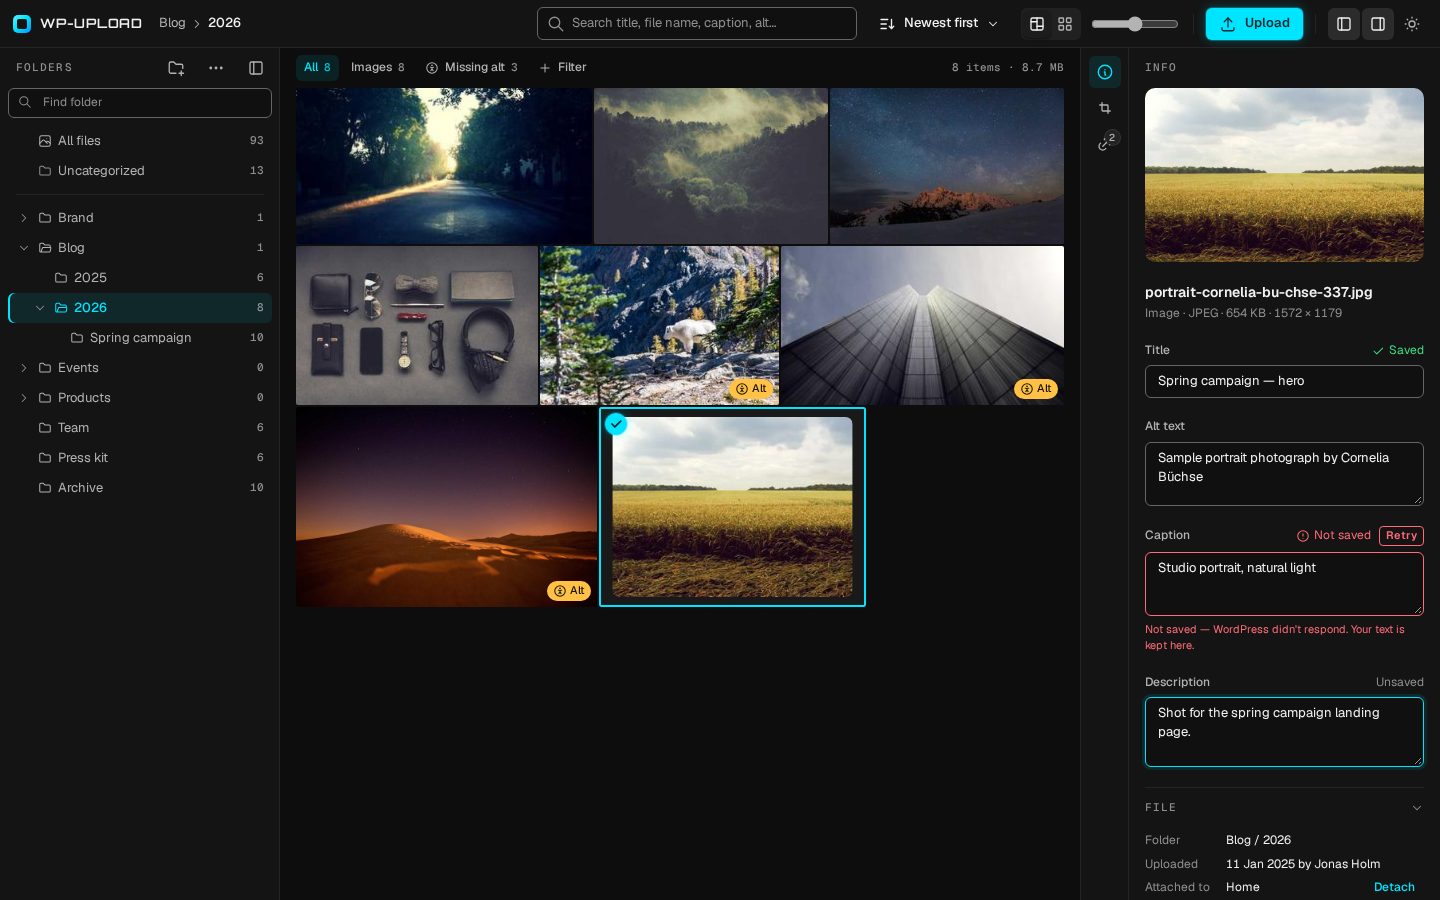 WP-UPLOAD
Blog > 2026
Search title, file name, caption, alt...
Newest first
Upload
FOLDERS
Find folder
All files 93
Uncategorized 13
Brand 1
Blog 1
2025 6
2026 8
Spring campaign 10
Events 0
Products 0
Team 6
Press kit 6
Archive 10
All 8
Images 8
Missing alt 3
Filter
8 items · 8.7 MB
Alt
Alt
Alt
2
INFO
portrait-cornelia-bu-chse-337.jpg
Image · JPEG · 654 KB · 1572 × 1179
Title
Saved
Spring campaign — hero
Alt text
Sample portrait photograph by Cornelia
Büchse
Caption
Not saved
Retry
Studio portrait, natural light
Not saved — WordPress didn't respond. Your text is
kept here.
Description
Unsaved
Shot for the spring campaign landing
page.
FILE
Folder Blog / 2026
Uploaded 11 Jan 2025 by Jonas Holm
Attached to Home Detach